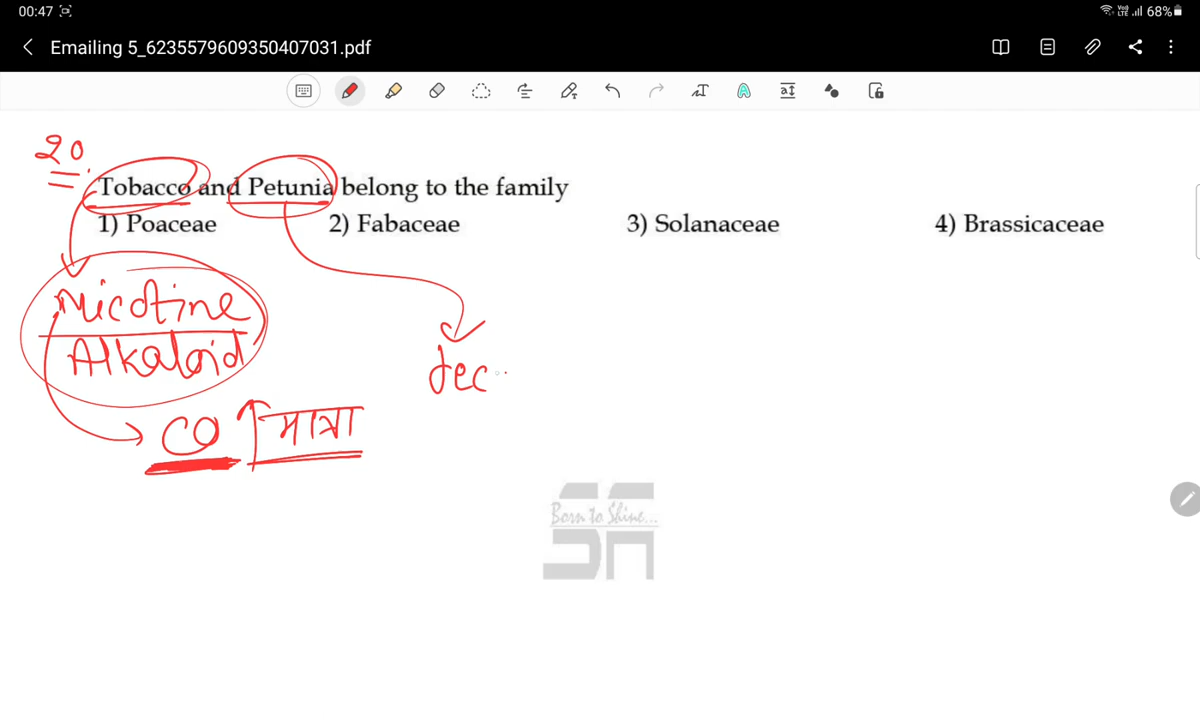 00:47 68%
Emailing 5_6235579609350407031.pdf
20.
Tobacco and Petunia belong to the family
1) Poaceae 2) Fabaceae 3) Solanaceae 4) Brassicaceae
Nicotine
Alkaloid
dec
CO ↑ মাত্রা
Born to Shine...